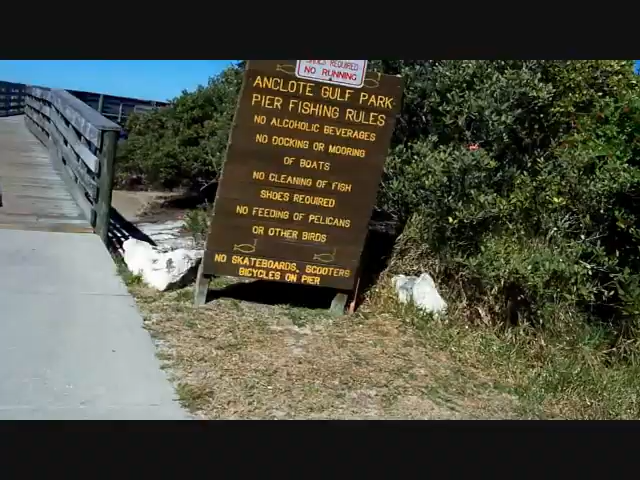 SHOES REQUIRED
NO RUNNING
ANCLOTE GULF PARK
PIER FISHING RULES
NO ALCOHOLIC BEVERAGES
NO DOCKING OR MOORING
OF BOATS
NO CLEANING OF FISH
SHOES REQUIRED
NO FEEDING OF PELICANS
OR OTHER BIRDS
NO SKATEBOARDS, SCOOTERS
BICYCLES ON PIER